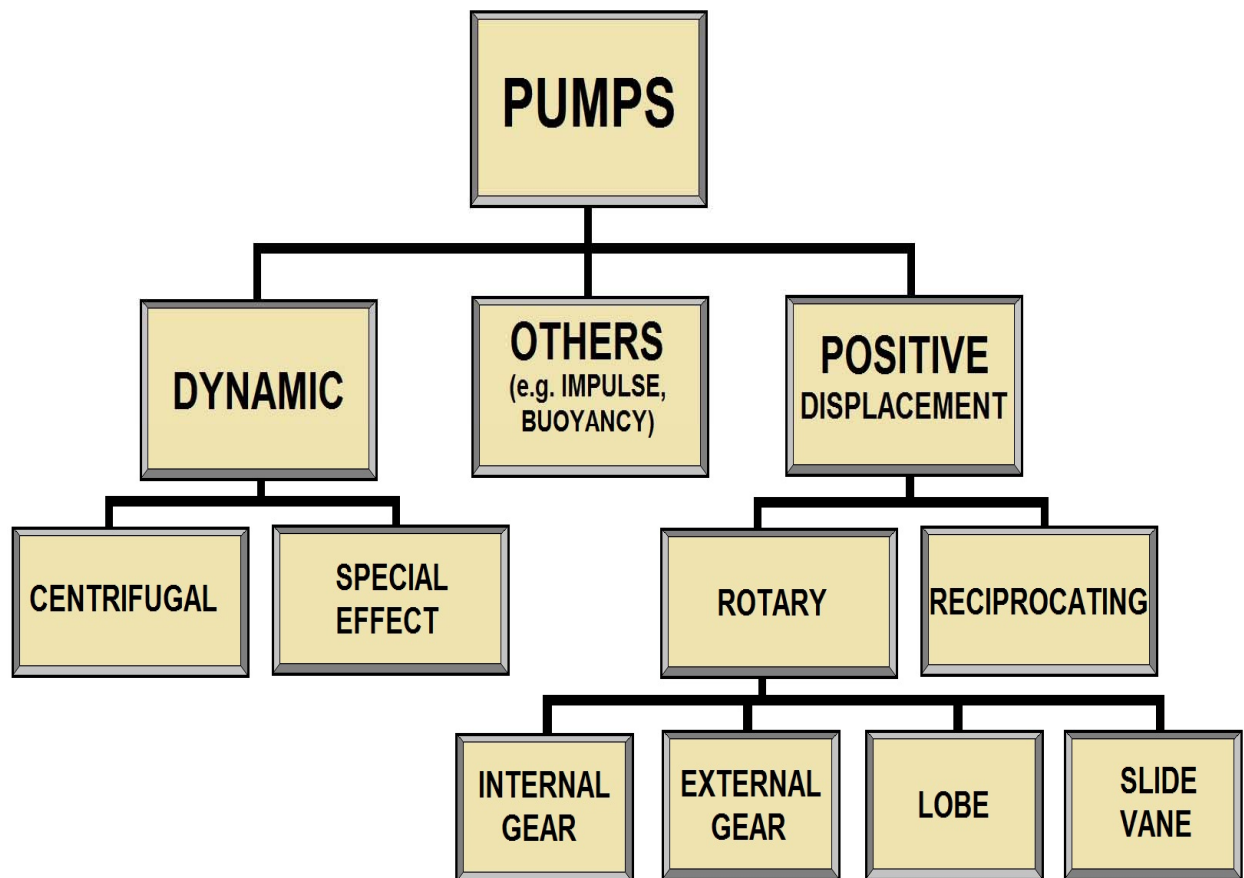 PUMPS
DYNAMIC
OTHERS
(e.g. IMPULSE,
BUOYANCY)
POSITIVE
DISPLACEMENT
CENTRIFUGAL
SPECIAL
EFFECT
ROTARY
RECIPROCATING
INTERNAL
GEAR
EXTERNAL
GEAR
LOBE
SLIDE
VANE